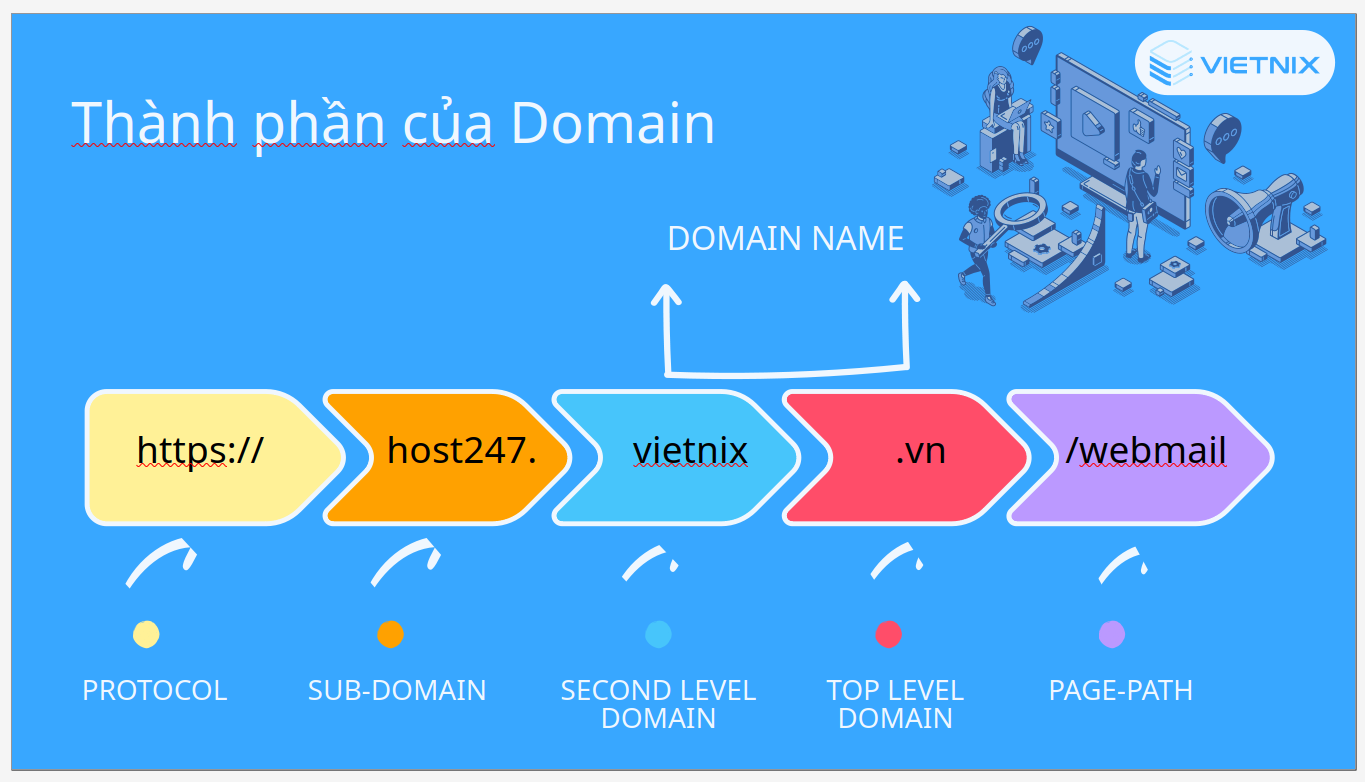 VIETNIX
Thành phần của Domain
DOMAIN NAME
https:// host247. vietnix .vn /webmail
PROTOCOL SUB-DOMAIN SECOND LEVEL TOP LEVEL PAGE-PATH
DOMAIN DOMAIN